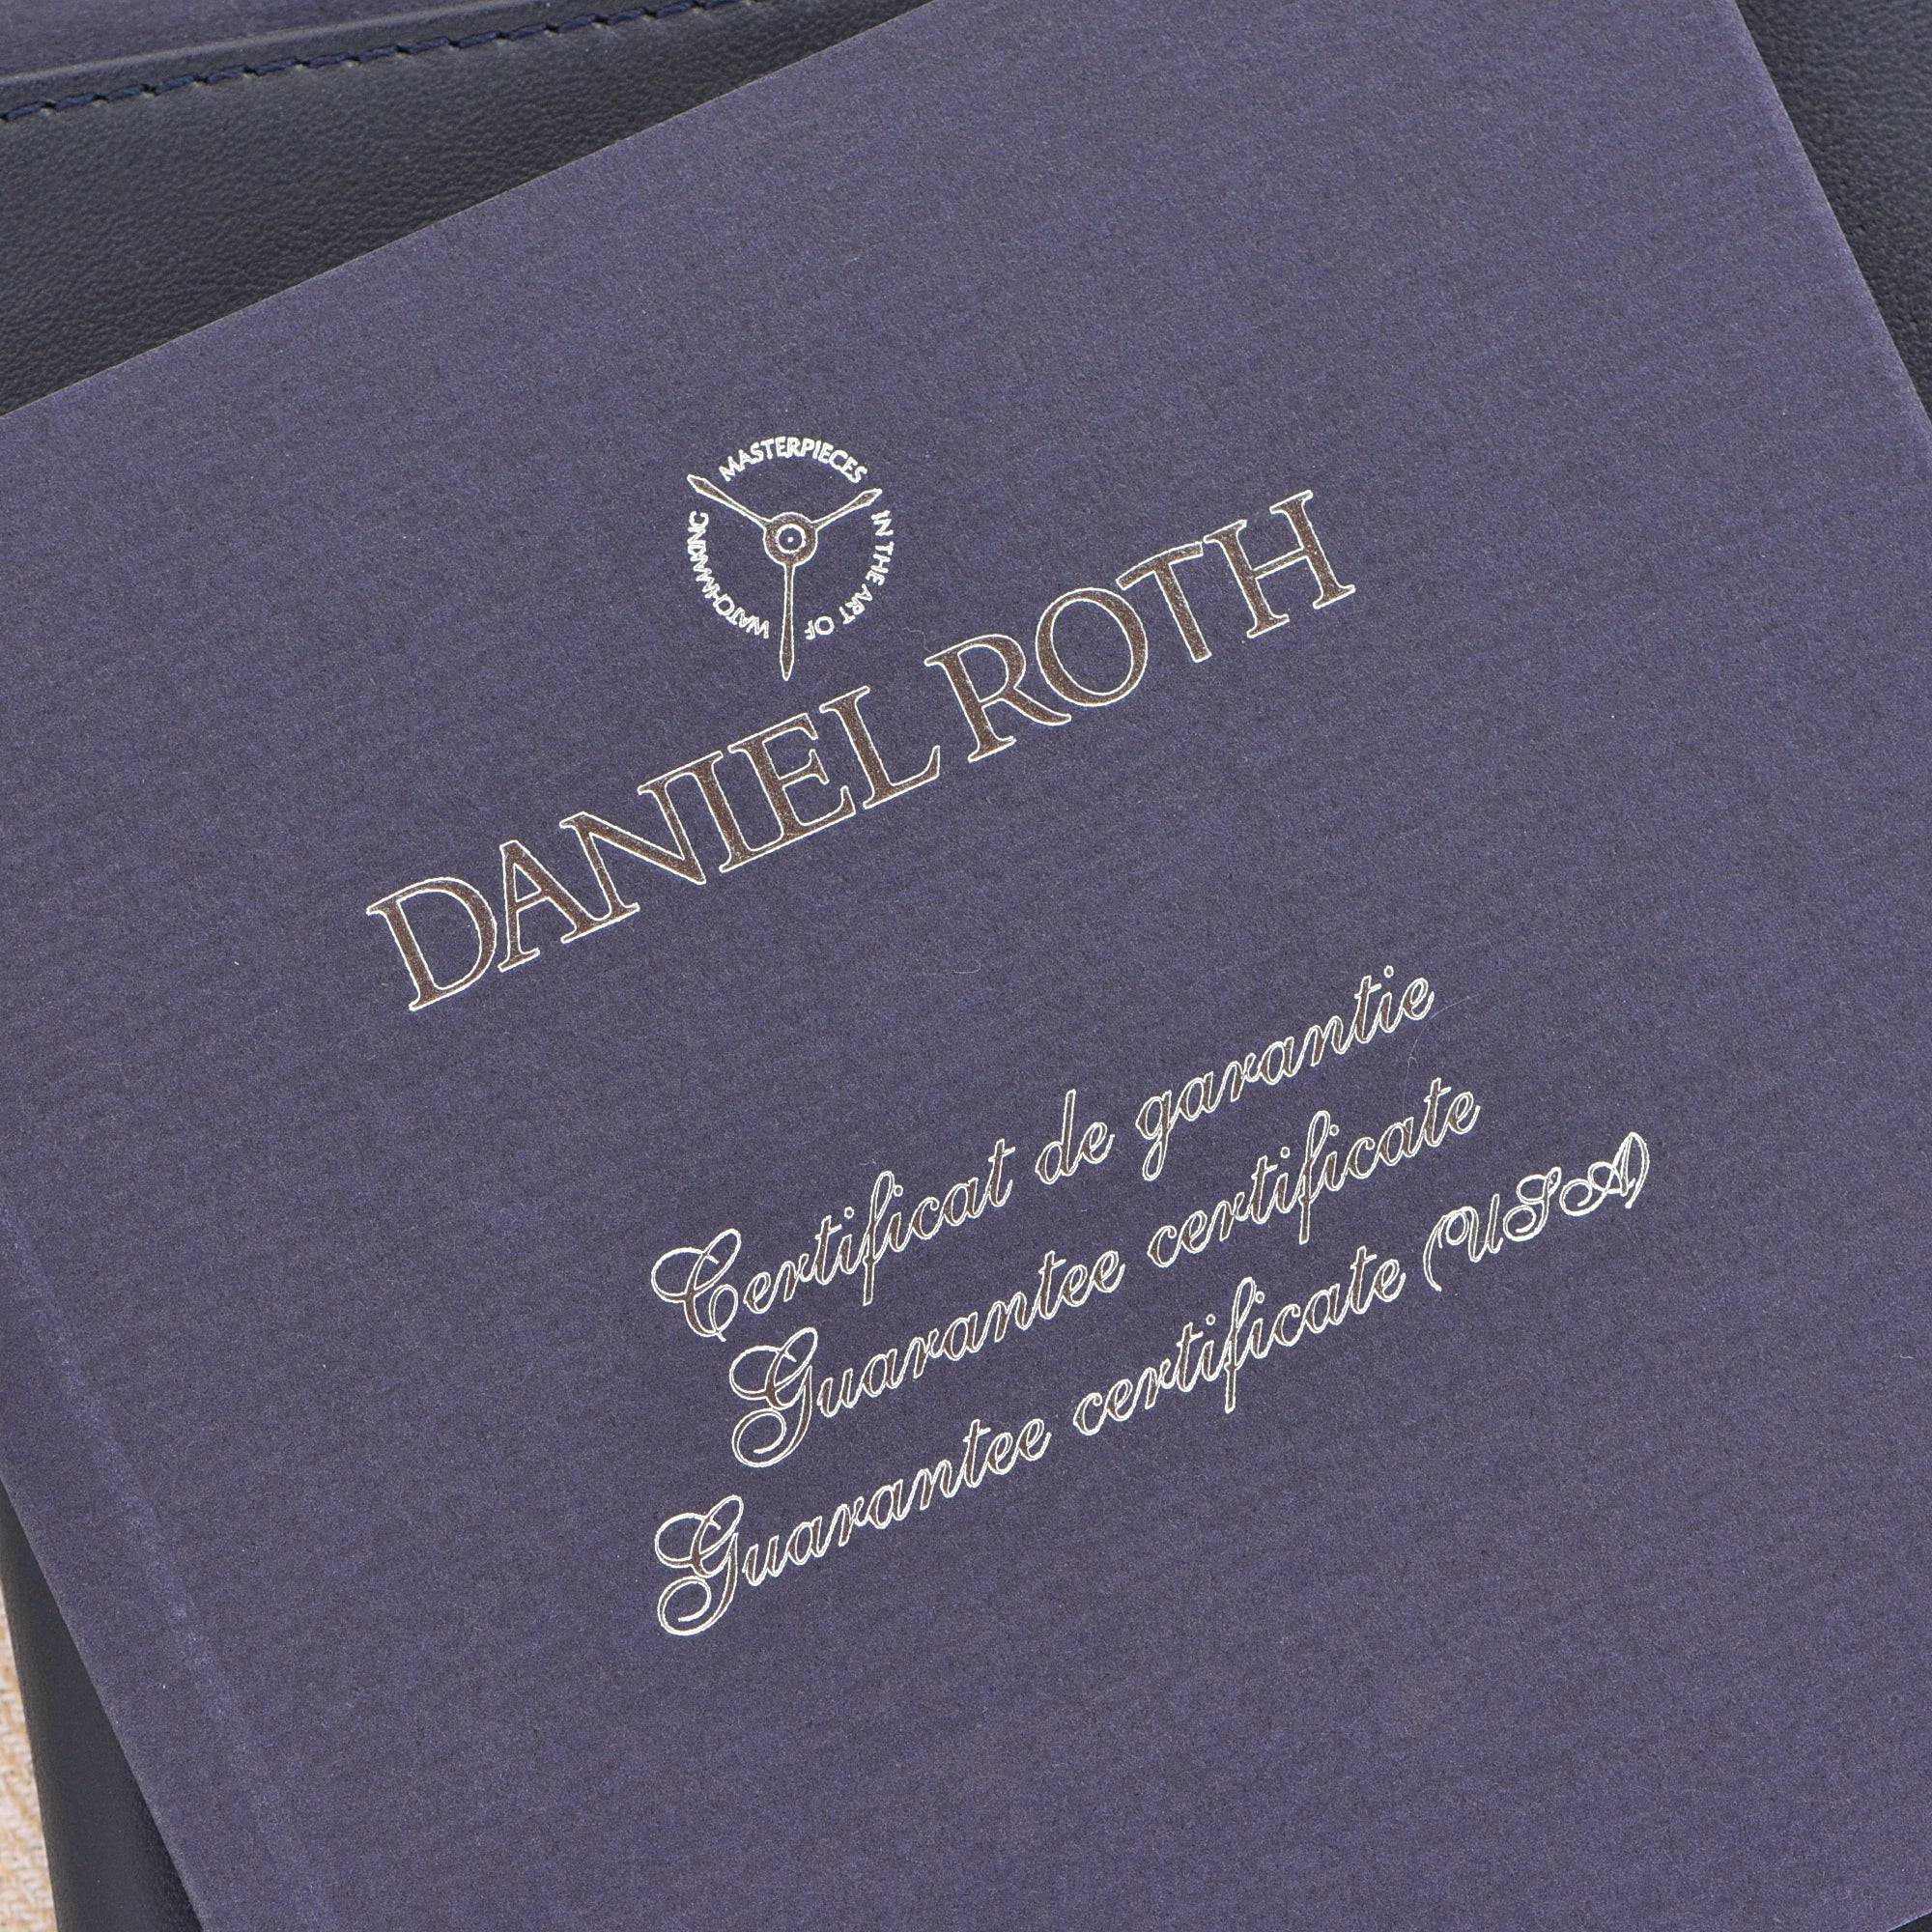 MASTERPIECES IN THE ART OF WATCHMAKING
DANIEL ROTH
Certificat de garantie
Guarantee certificate
Guarantee certificate (USA)